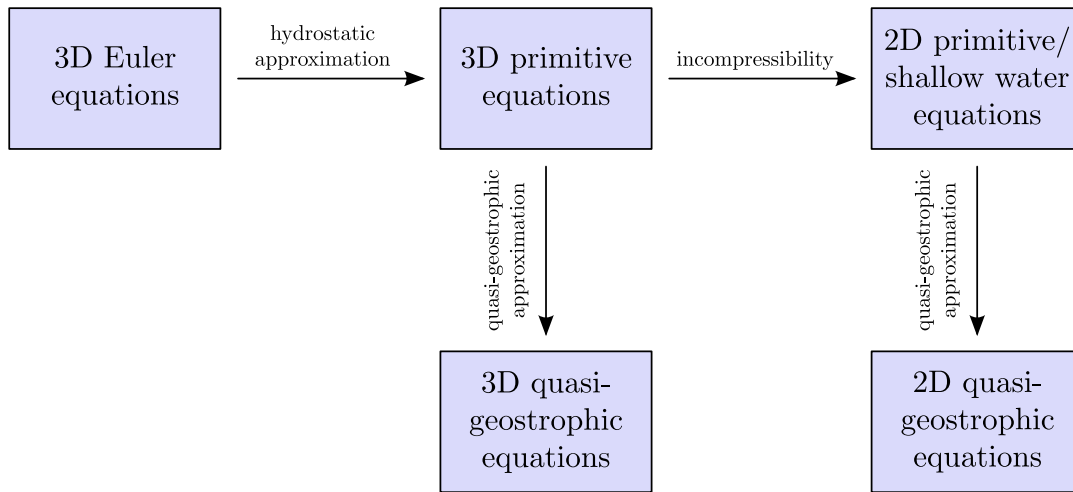 3D Euler
equations
hydrostatic
approximation
3D primitive
equations
incompressibility
2D primitive/
shallow water
equations
quasi-geostrophic
approximation
quasi-geostrophic
approximation
3D quasi-
geostrophic
equations
2D quasi-
geostrophic
equations